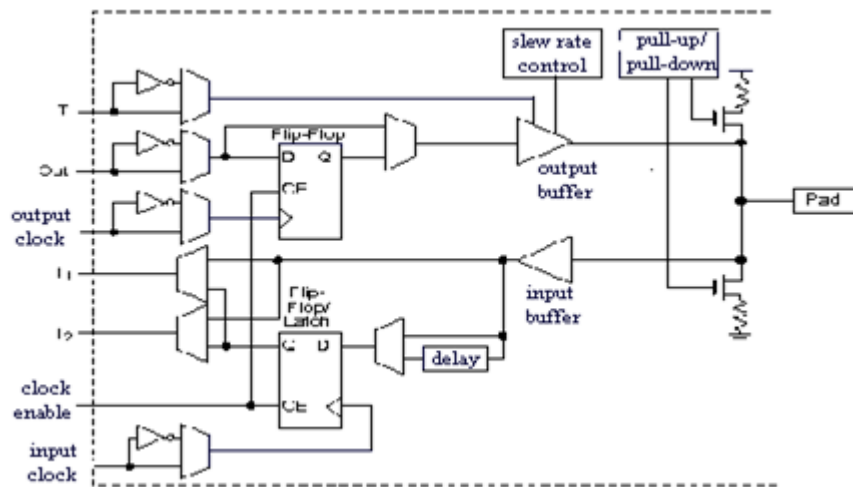 slew rate
control
pull-up/
pull-down
T
Out
Flip-Flop
D Q
CE
output
buffer
output
clock
Pad
I1
input
buffer
Flip-
Flop/
Latch
I2
Q D
delay
clock
enable
CE
input
clock